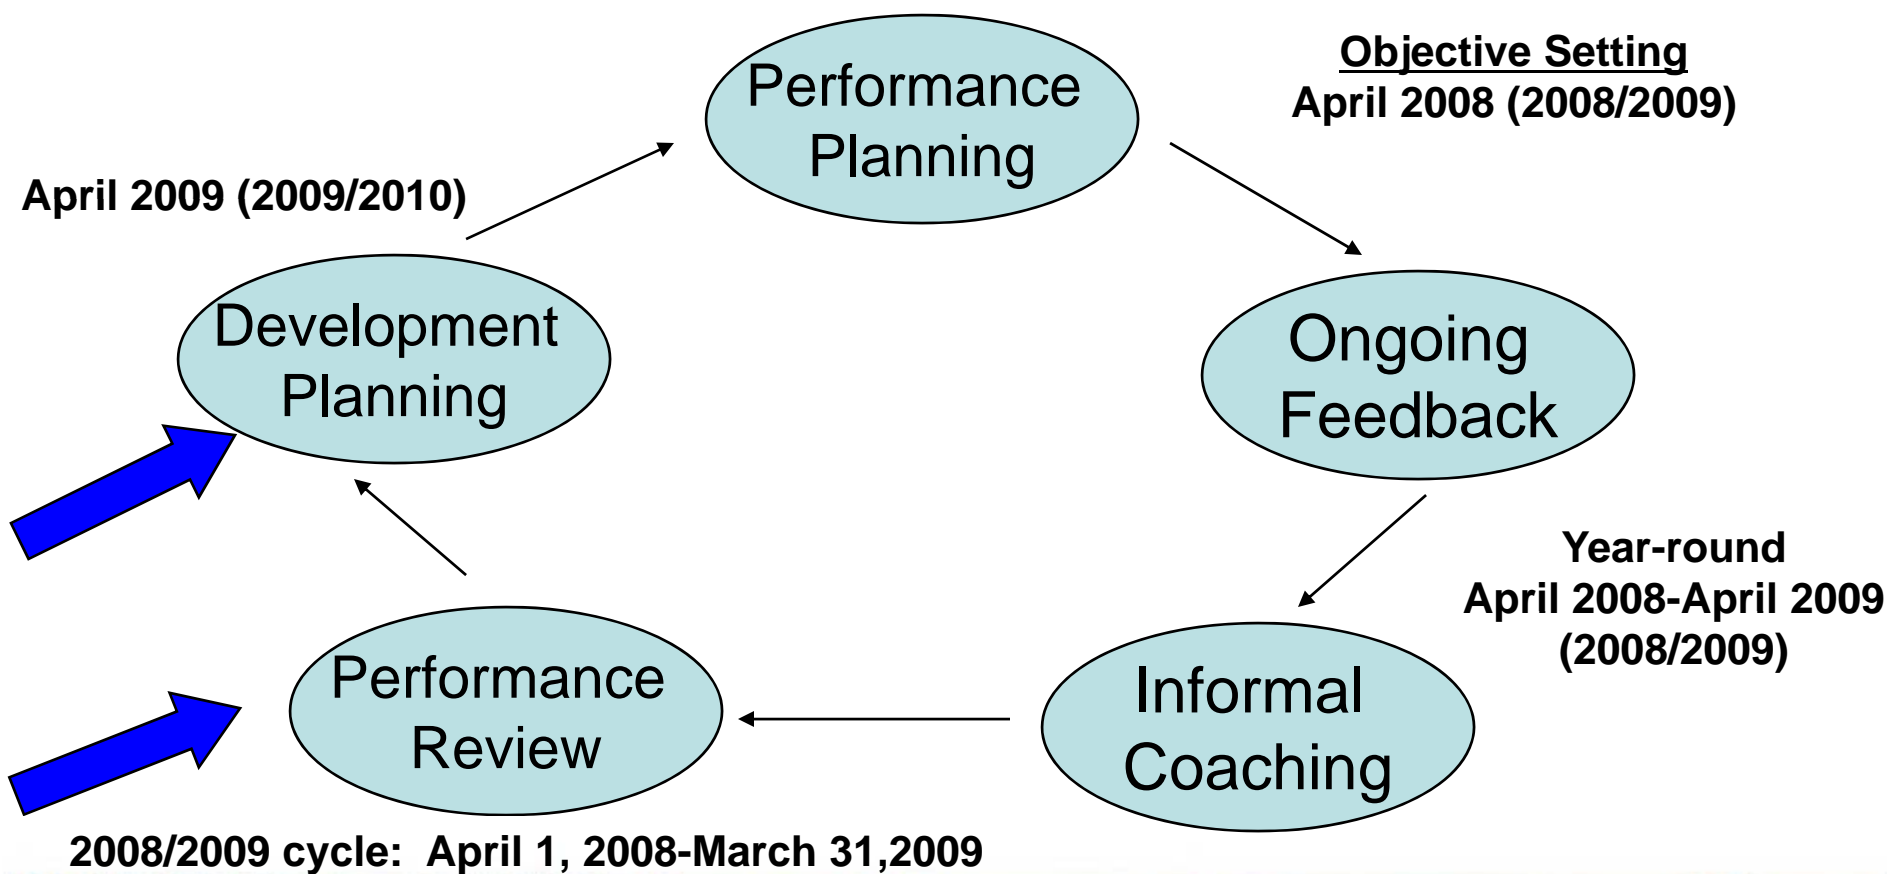 Performance
Planning
Objective Setting
April 2008 (2008/2009)
April 2009 (2009/2010)
Development
Planning
Ongoing
Feedback
Year-round
April 2008-April 2009
(2008/2009)
Performance
Review
Informal
Coaching
2008/2009 cycle:  April 1, 2008-March 31,2009